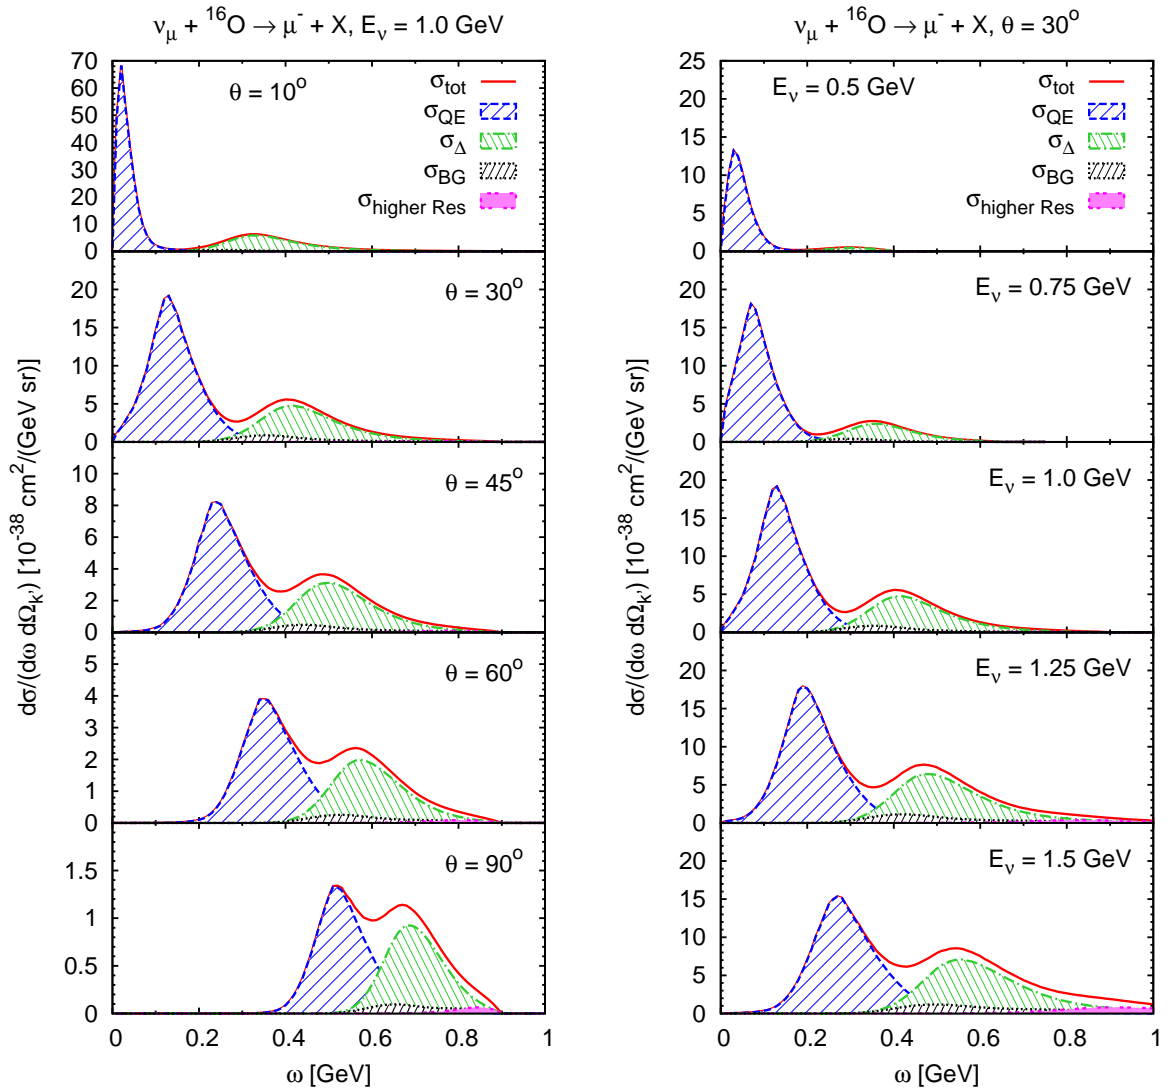 ν_μ + ¹⁶O → μ⁻ + X, E_ν = 1.0 GeV
70
60
50
40
30
20
10
0
θ = 10°
σ_tot
σ_QE
σ_Δ
σ_BG
σ_higher Res
20
15
10
5
0
θ = 30°
10
8
6
4
2
0
θ = 45°
5
4
3
2
1
0
θ = 60°
1.5
1
0.5
0
θ = 90°
0 0.2 0.4 0.6 0.8 1
ω [GeV]
dσ/(dω dΩ_k') [10⁻³⁸ cm²/(GeV sr)]
ν_μ + ¹⁶O → μ⁻ + X, θ = 30°
25
20
15
10
5
0
E_ν = 0.5 GeV
σ_tot
σ_QE
σ_Δ
σ_BG
σ_higher Res
20
15
10
5
0
E_ν = 0.75 GeV
20
15
10
5
0
E_ν = 1.0 GeV
20
15
10
5
0
E_ν = 1.25 GeV
20
15
10
5
0
E_ν = 1.5 GeV
0 0.2 0.4 0.6 0.8 1
ω [GeV]
dσ/(dω dΩ_k') [10⁻³⁸ cm²/(GeV sr)]